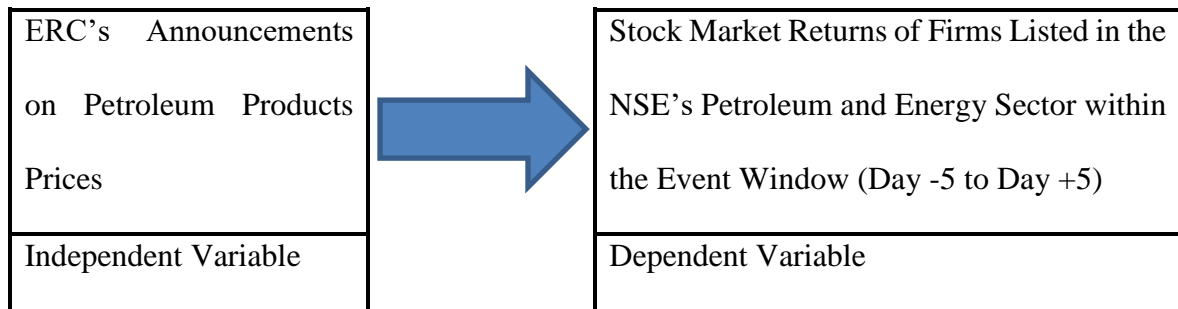 ERC's Announcements
on Petroleum Products
Prices
Independent Variable
Stock Market Returns of Firms Listed in the
NSE's Petroleum and Energy Sector within
the Event Window (Day -5 to Day +5)
Dependent Variable